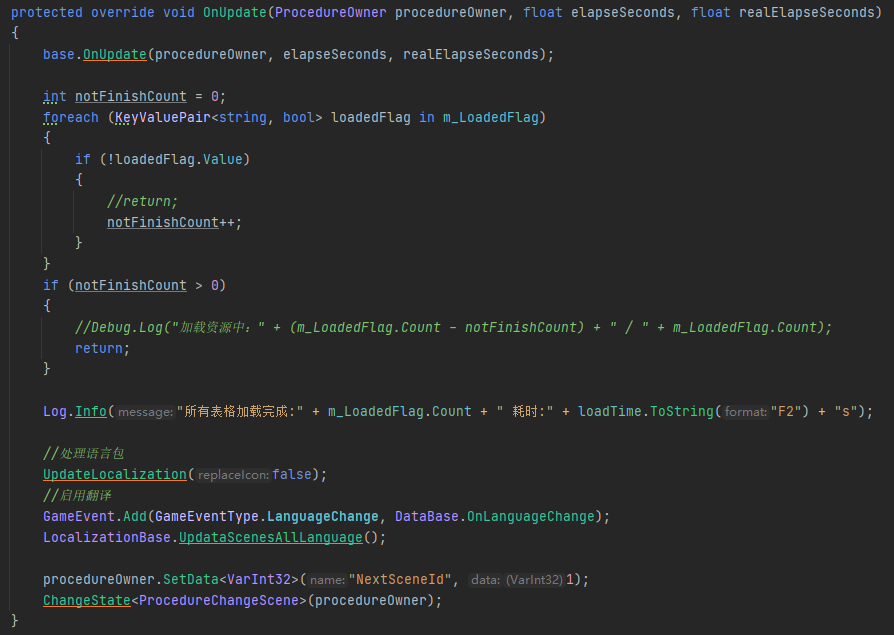 protected override void OnUpdate(ProcedureOwner procedureOwner, float elapseSeconds, float realElapseSeconds)
{
base.OnUpdate(procedureOwner, elapseSeconds, realElapseSeconds);
int notFinishCount = 0;
foreach (KeyValuePair<string, bool> loadedFlag in m_LoadedFlag)
{
if (!loadedFlag.Value)
{
//return;
notFinishCount++;
}
}
if (notFinishCount > 0)
{
//Debug.Log("加载资源中：" + (m_LoadedFlag.Count - notFinishCount) + " / " + m_LoadedFlag.Count);
return;
}
Log.Info( message: "所有表格加载完成:" + m_LoadedFlag.Count + " 耗时:" + loadTime.ToString( format: "F2") + "s");
//处理语言包
UpdateLocalization( replaceIcon: false);
//启用翻译
GameEvent.Add(GameEventType.LanguageChange, DataBase.OnLanguageChange);
LocalizationBase.UpdataScenesAllLanguage();
procedureOwner.SetData<VarInt32>( name: "NextSceneId", data: (VarInt32) 1);
ChangeState<ProcedureChangeScene>(procedureOwner);
}